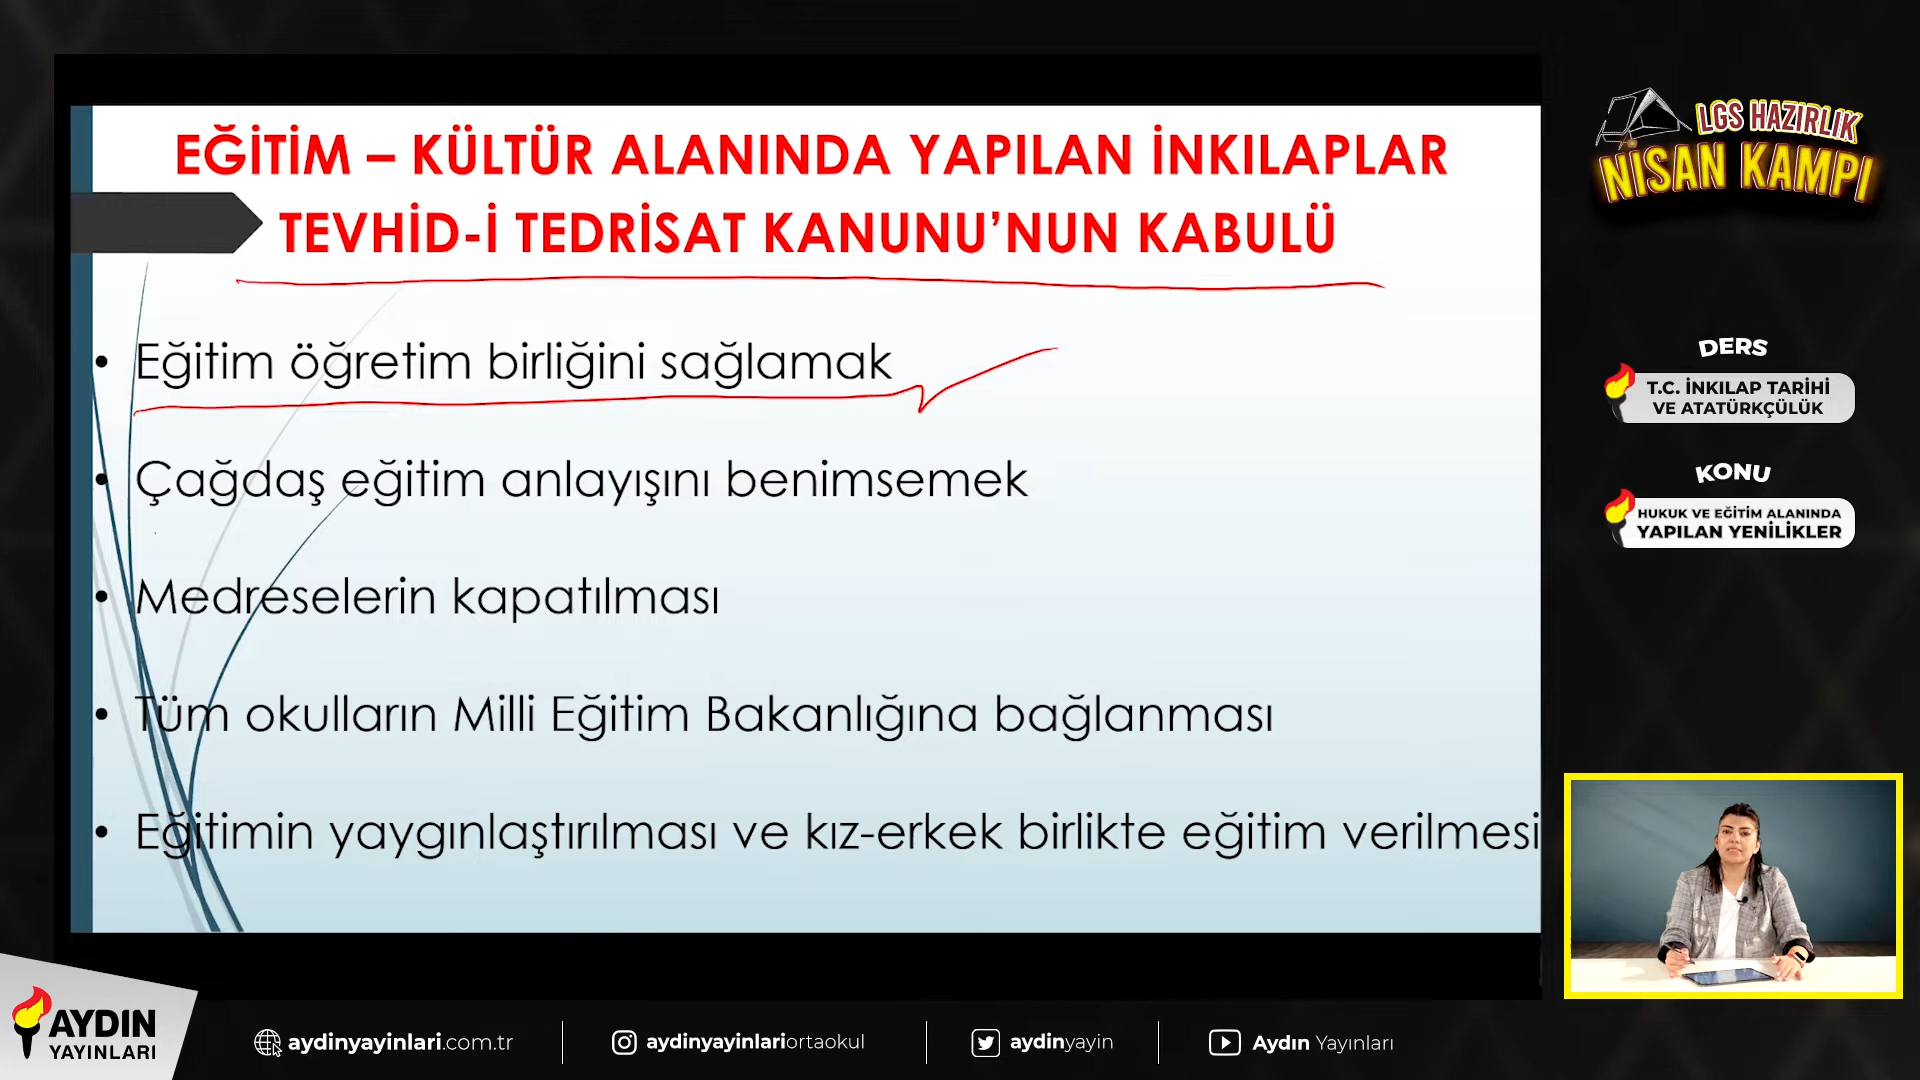 EĞİTİM – KÜLTÜR ALANINDA YAPILAN İNKILAPLAR
TEVHİD-İ TEDRİSAT KANUNU’NUN KABULÜ
• Eğitim öğretim birliğini sağlamak
• Çağdaş eğitim anlayışını benimsemek
• Medreselerin kapatılması
• Tüm okulların Milli Eğitim Bakanlığına bağlanması
• Eğitimin yaygınlaştırılması ve kız-erkek birlikte eğitim verilmesi
LGS HAZIRLIK
NİSAN KAMPI
DERS
T.C. İNKILAP TARİHİ
VE ATATÜRKÇÜLÜK
KONU
HUKUK VE EĞİTİM ALANINDA
YAPILAN YENİLİKLER
AYDIN
YAYINLARI
aydinyayinlari.com.tr
aydinyayinlariortaokul
aydinyayin
Aydın Yayınları